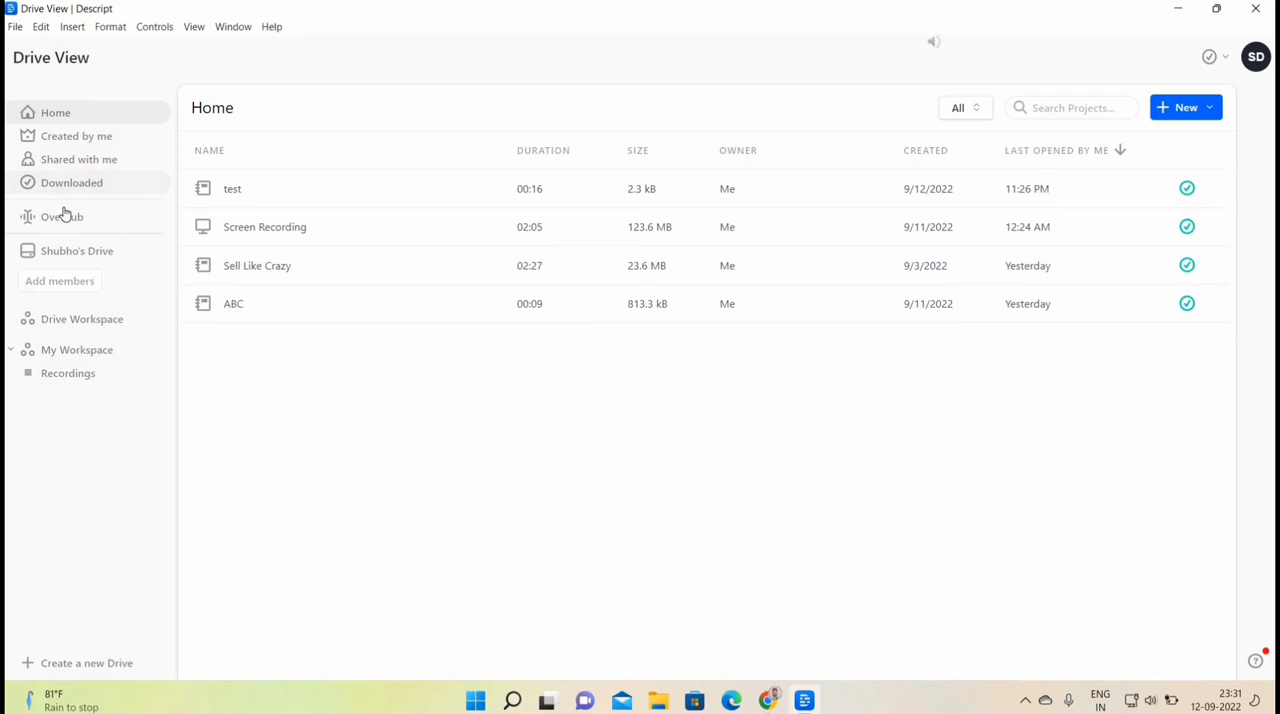 Drive View | Descript
File Edit Insert Format Controls View Window Help
Drive View
SD
Home
Created by me
Shared with me
Downloaded
Shubho's Drive
Add members
Drive Workspace
My Workspace
Recordings
Create a new Drive
Home
All
Search Projects...
New
NAME DURATION SIZE OWNER CREATED LAST OPENED BY ME
test 00:16 2.3 kB Me 9/12/2022 11:26 PM
Screen Recording 02:05 123.6 MB Me 9/11/2022 12:24 AM
Sell Like Crazy 02:27 23.6 MB Me 9/3/2022 Yesterday
ABC 00:09 813.3 kB Me 9/11/2022 Yesterday
81°F
Rain to stop
ENG
IN
23:31
12-09-2022